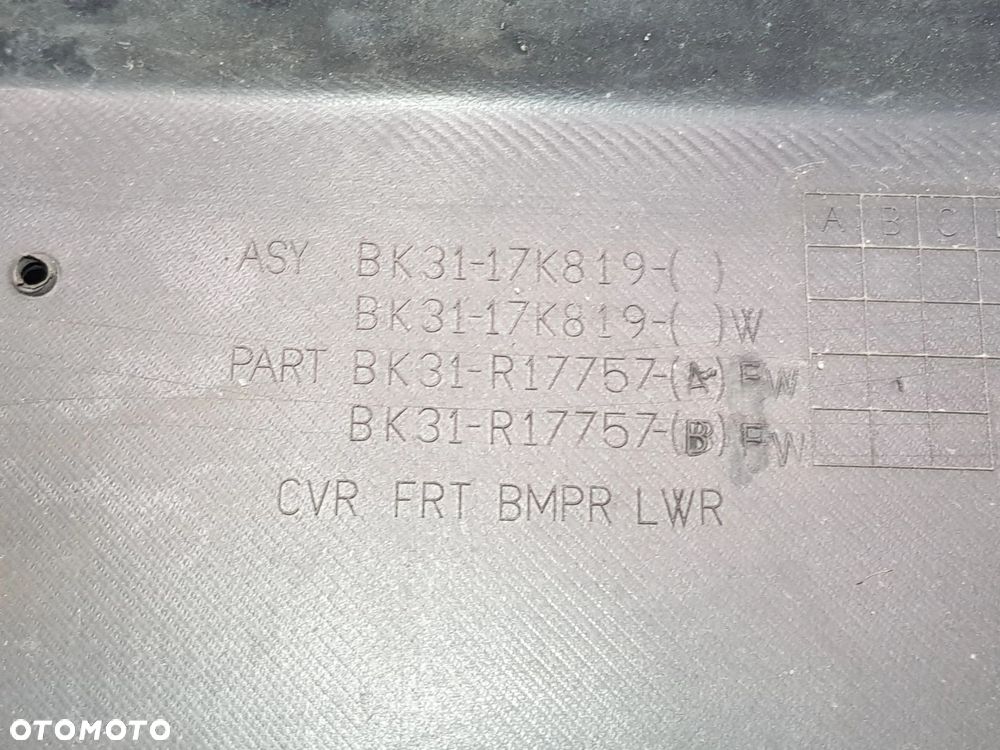 A B C
ASY BK31-17K819-( )
BK31-17K819-( )W
PART BK31-R17757-(A)FW
BK31-R17757-(B)FW
CVR FRT BMPR LWR
OTOMOTO